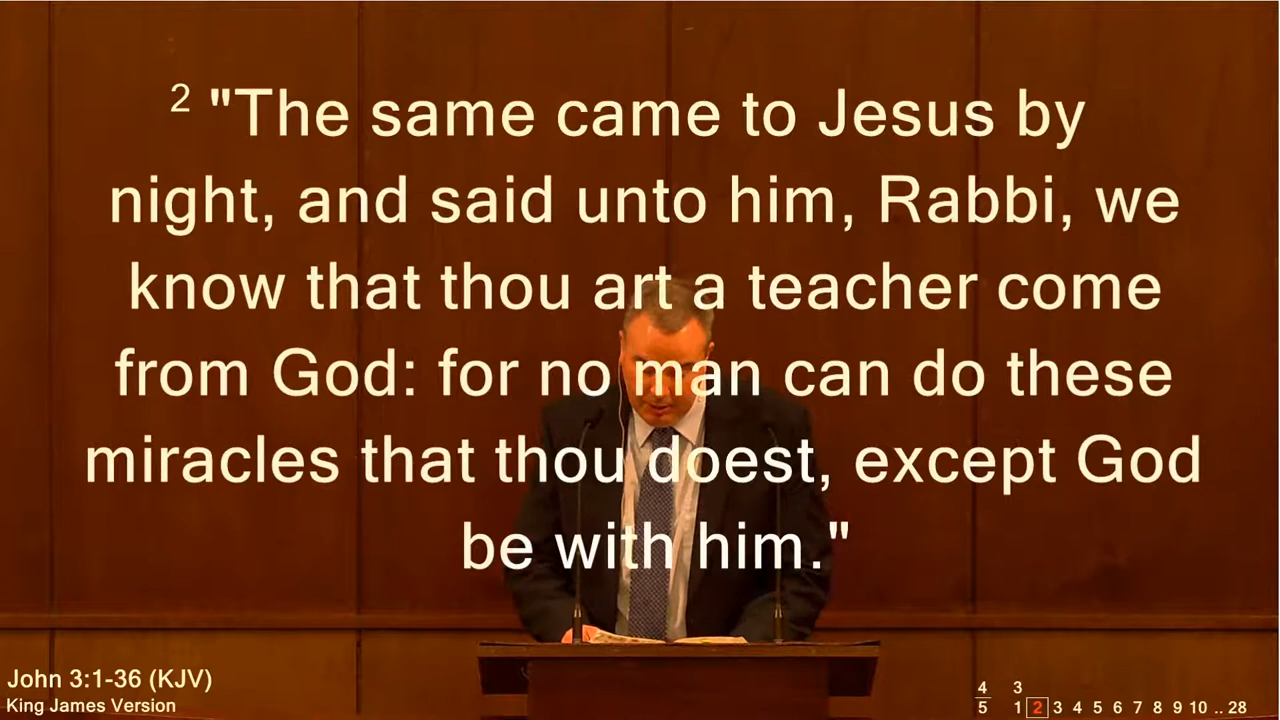 2 "The same came to Jesus by
night, and said unto him, Rabbi, we
know that thou art a teacher come
from God: for no man can do these
miracles that thou doest, except God
be with him."
John 3:1-36 (KJV)
King James Version
4 3
5 1 2 3 4 5 6 7 8 9 10 .. 28